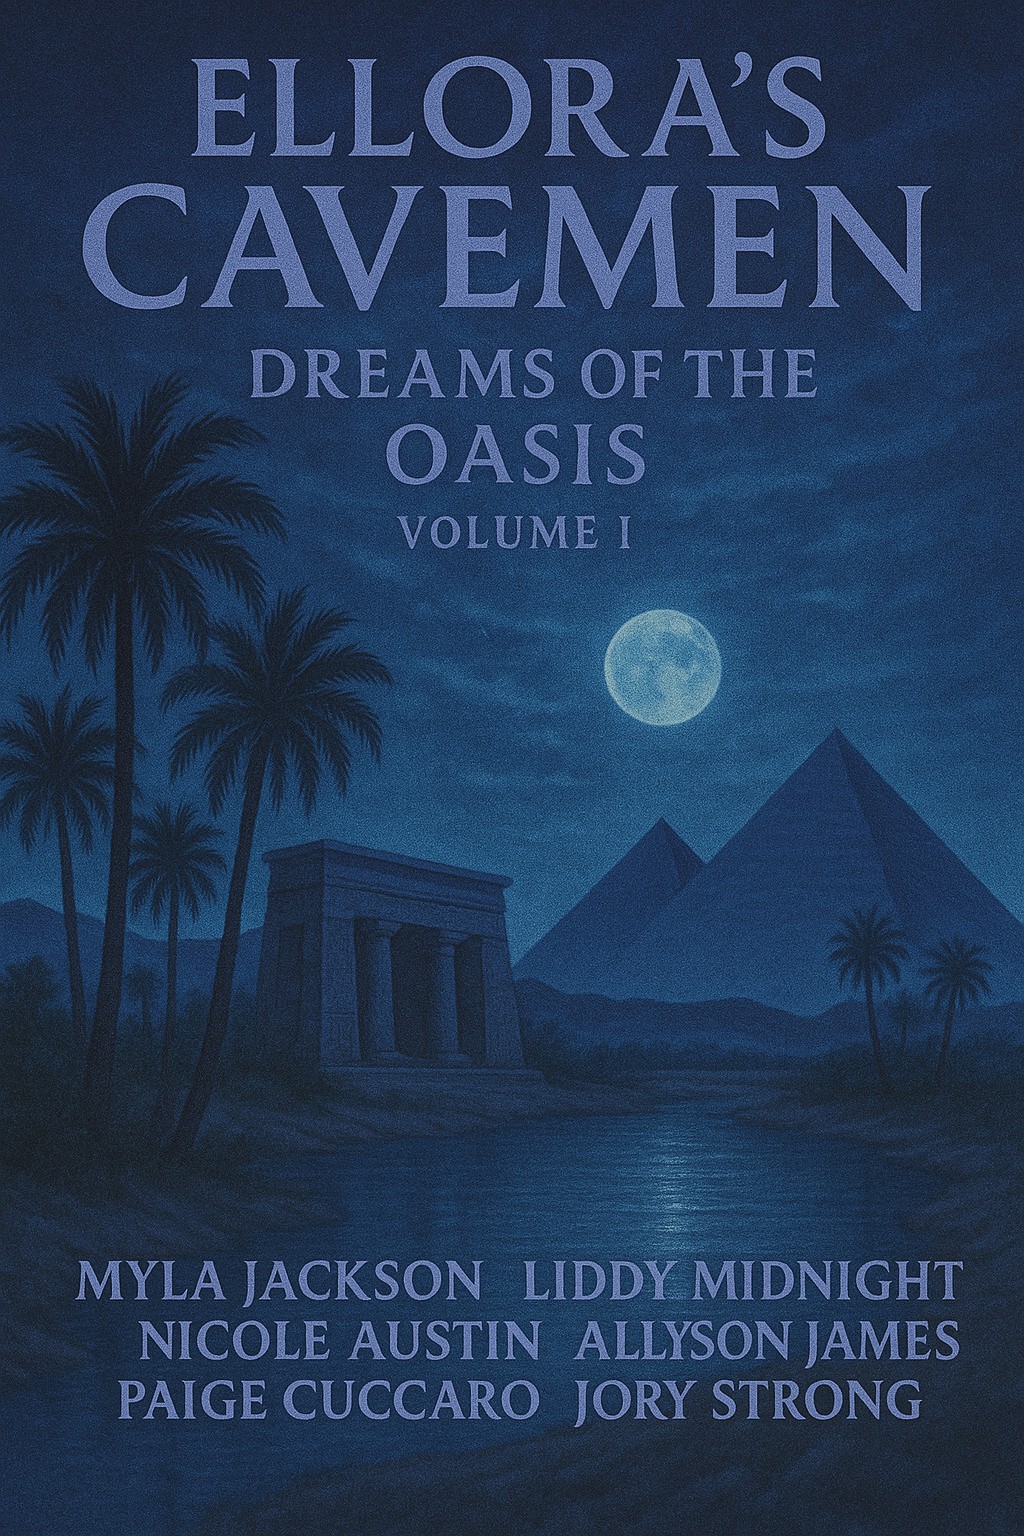 ELLORA'S
CAVEMEN
DREAMS OF THE
OASIS
VOLUME I
MYLA JACKSON LIDDY MIDNIGHT
NICOLE AUSTIN ALLYSON JAMES
PAIGE CUCCARO JORY STRONG